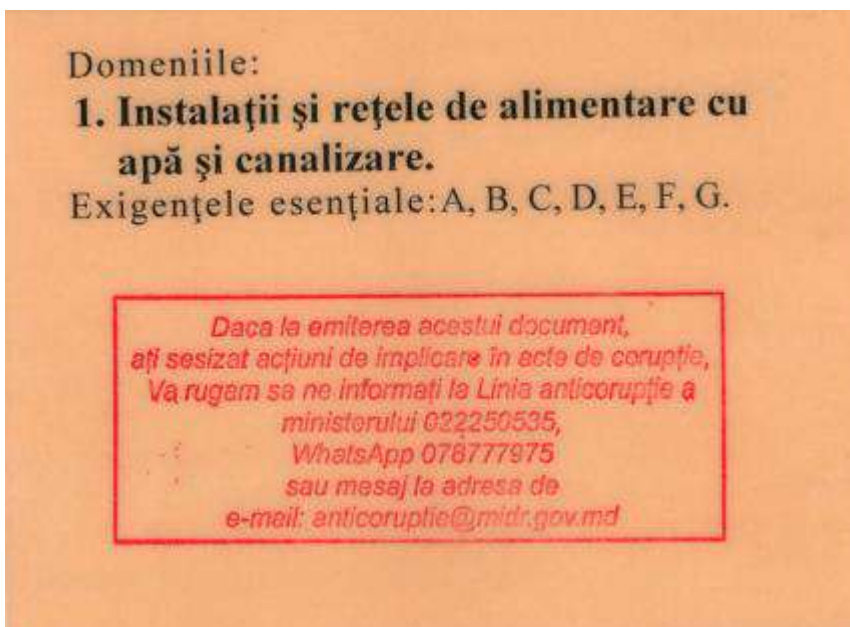 Domeniile:
1. Instalaţii şi reţele de alimentare cu
apă şi canalizare.
Exigenţele esenţiale:A, B, C, D, E, F, G.
Daca la emiterea acestui document,
aţi sesizat acţiuni de implicare în acte de corupţie,
Va rugam sa ne informati la Linia anticorupţie a
ministerului 022250535,
WhatsApp 078777975
sau mesaj la adresa de
e-mail: anticoruptie@midr.gov.md